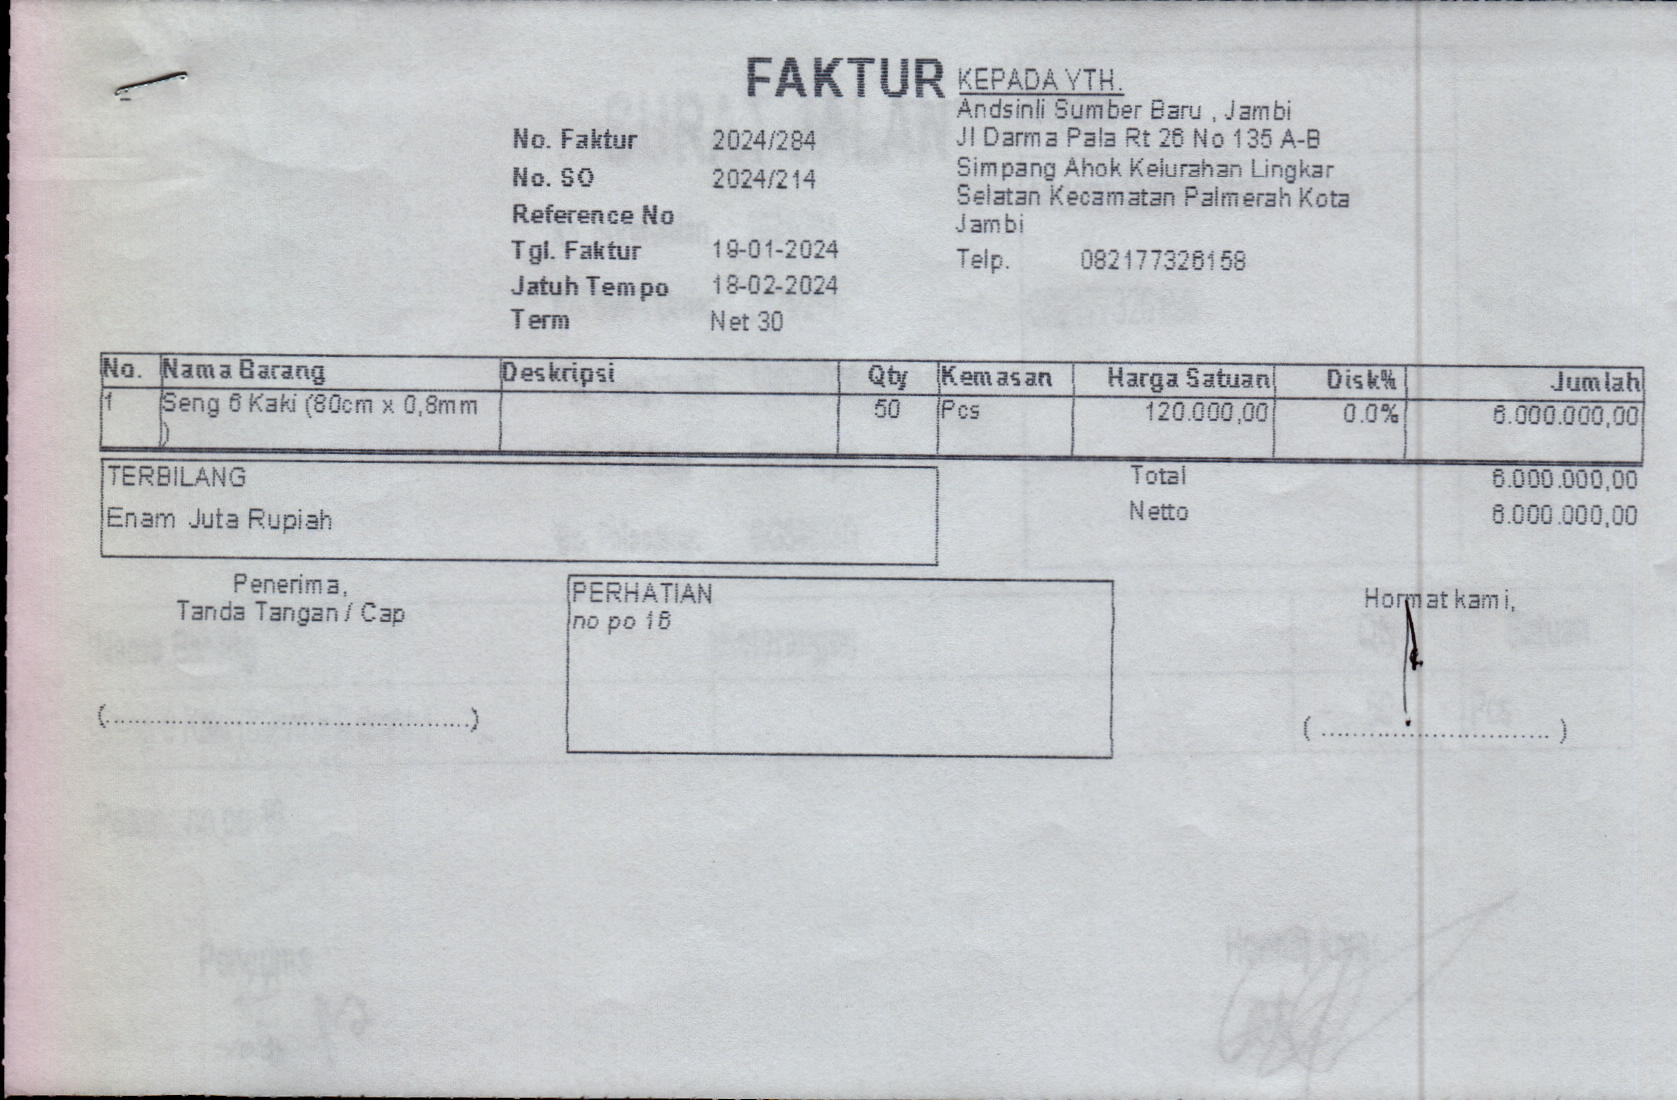 FAKTUR
No. Faktur 2024/284
No. SO 2024/214
Reference No
Tgl. Faktur 19-01-2024
Jatuh Tempo 18-02-2024
Term Net 30
KEPADA YTH.
Andsinli Sumber Baru , Jambi
Jl Darma Pala Rt 26 No 135 A-B
Simpang Ahok Kelurahan Lingkar
Selatan Kecamatan Palmerah Kota
Jambi
Telp. 082177326158
No. Nama Barang Deskripsi Qty Kemasan Harga Satuan Disk% Jumlah
1 Seng 6 Kaki (80cm x 0,8mm 50 Pcs 120.000,00 0.0% 6.000.000,00
)
TERBILANG
Enam Juta Rupiah
Total 6.000.000,00
Netto 6.000.000,00
Penerima,
Tanda Tangan / Cap
(..............................................)
PERHATIAN
no po 16
Hormat kami,
( ............................. )